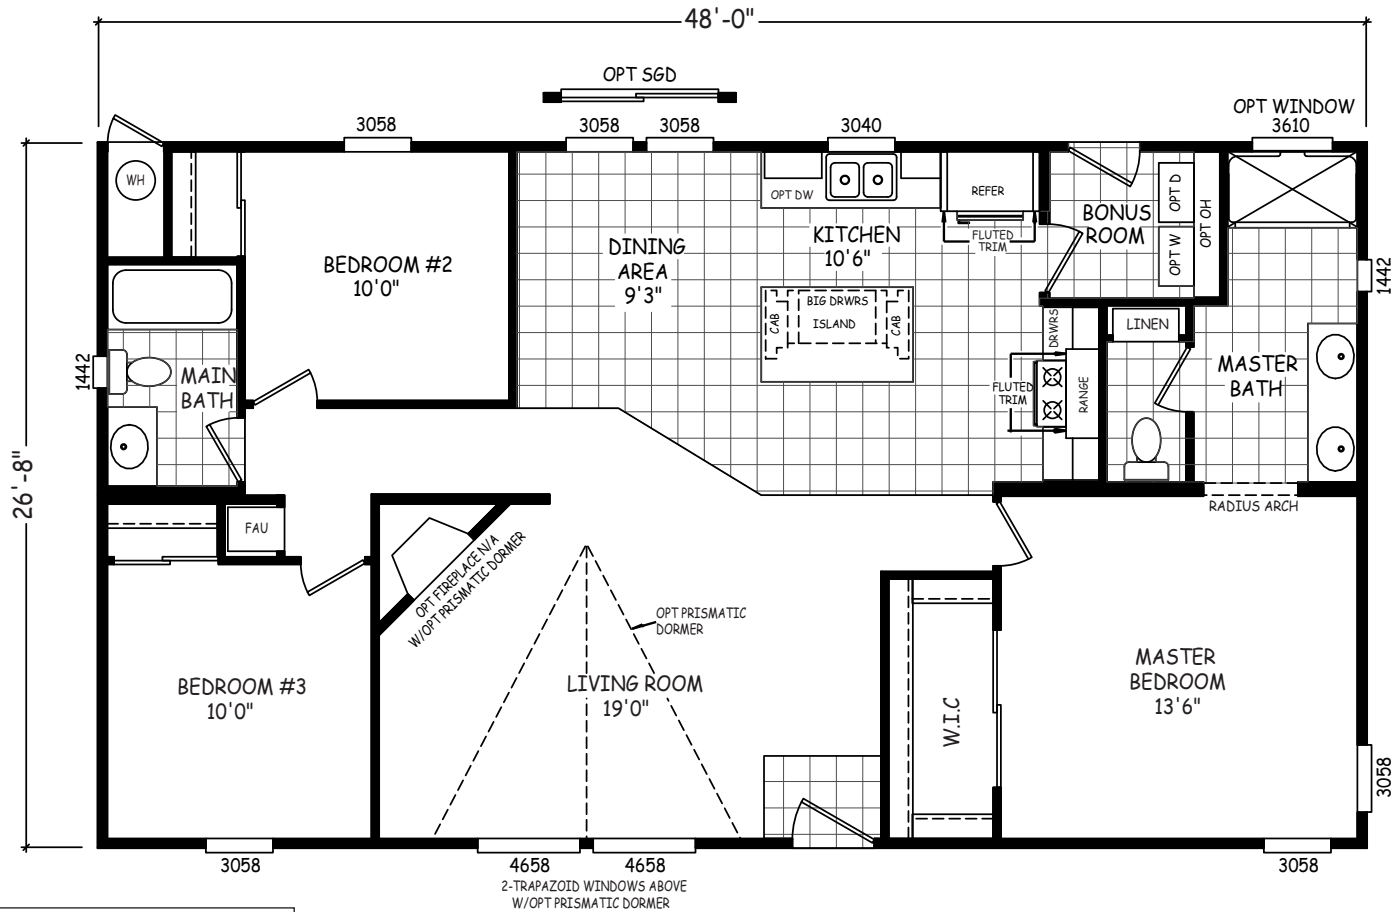 48'-0"
OPT SGD
OPT WINDOW
3058
3058
3058
3040
3610
WH
OPT DW
REFER
FLUTED
TRIM
BONUS
ROOM
OPT D
OPT W
OPT OH
BEDROOM #2
10'0"
DINING
AREA
9'3"
KITCHEN
10'6"
1442
BIG DRWRS
ISLAND
CAB
CAB
DRWRS
LINEN
1442
MAIN
BATH
FLUTED
TRIM
RANGE
MASTER
BATH
26'-8"
RADIUS ARCH
FAU
OPT FIREPLACE N/A
W/OPT PRISMATIC DORMER
OPT PRISMATIC
DORMER
BEDROOM #3
10'0"
LIVING ROOM
19'0"
W.I.C
MASTER
BEDROOM
13'6"
3058
3058
4658
4658
3058
2-TRAPAZOID WINDOWS ABOVE
W/OPT PRISMATIC DORMER